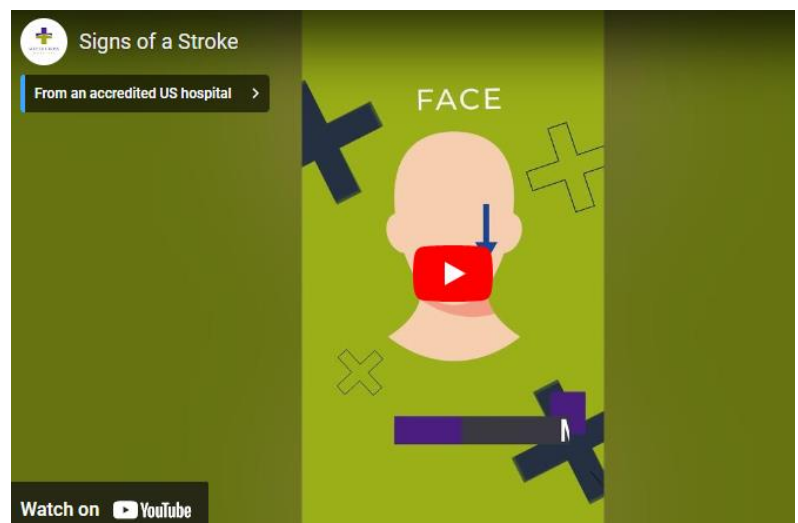 Signs of a Stroke
From an accredited US hospital
FACE
Watch on YouTube